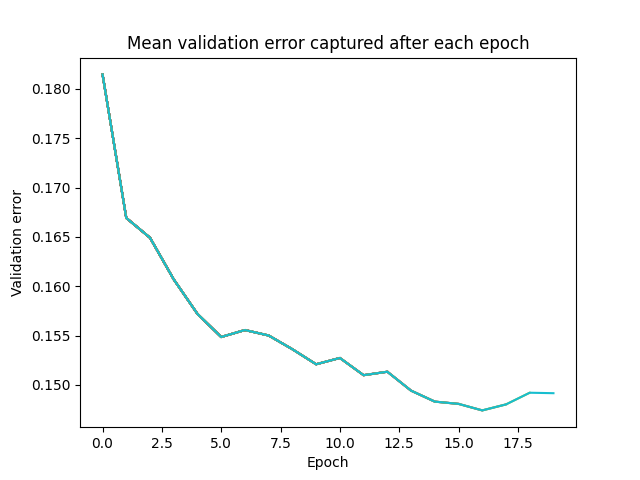 Mean validation error captured after each epoch
0.180
0.175
0.170
0.165
0.160
0.155
0.150
Validation error
0.0 2.5 5.0 7.5 10.0 12.5 15.0 17.5
Epoch